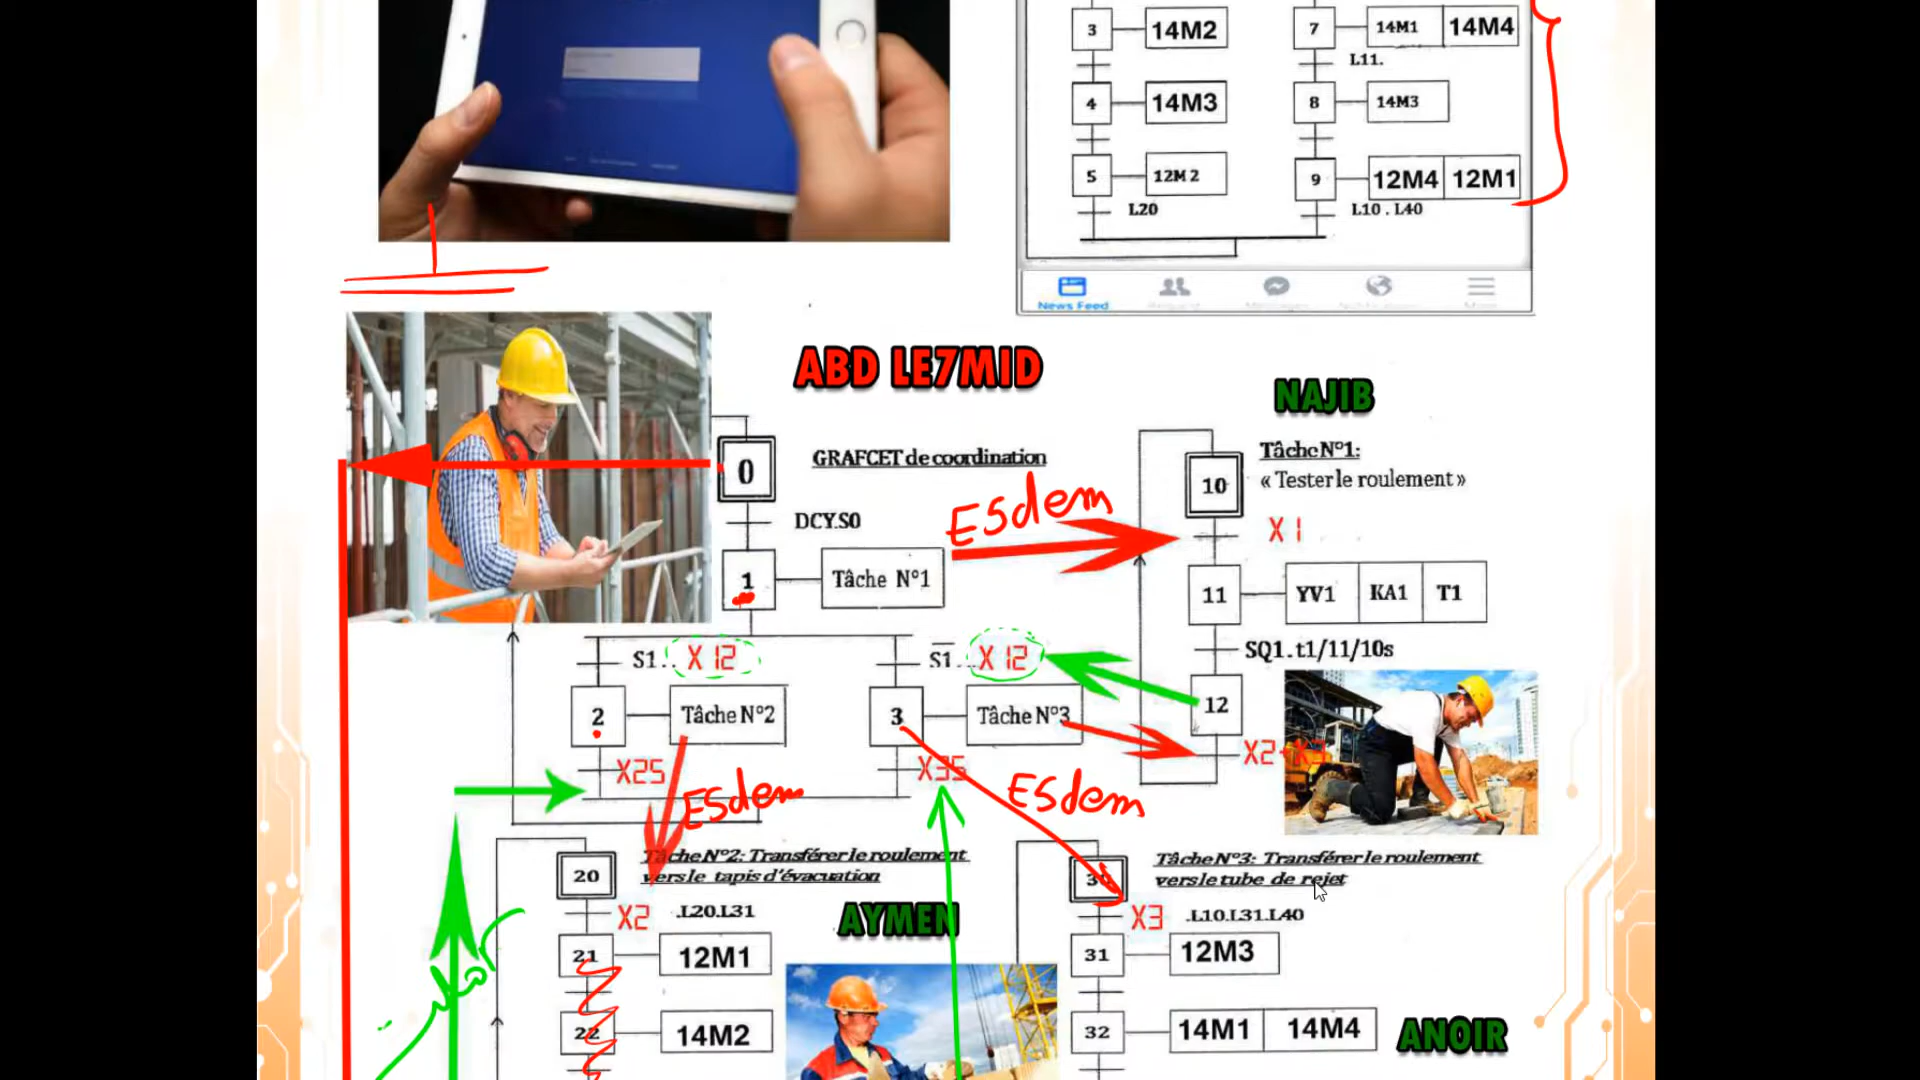 3 14M2
7 14M1 14M4
L11.
4 14M3
8 14M3
5 12M2
9 12M4 12M1
L20
L10 . L40
News Feed
ABD LE7MID
NAJIB
0
GRAFCET de coordination
10
Tâche N°1:
« Tester le roulement »
DCY.S0
Esdem
X1
1 Tâche N°1
11 YV1 KA1 T1
S1.. X12
S1 ... X12
SQ1.t1/11/10s
2 Tâche N°2
3 Tâche N°3
12
X25
X35
Esdem
Esdem
20
Tâche N°2: Transférer le roulement
vers le tapis d'évacuation
30
Tâche N°3: Transférer le roulement
vers le tube de rejet
X2 .L20.L31
AYMEN
X3 .L10.L31.L40
21 12M1
31 12M3
22 14M2
32 14M1 14M4
ANOIR